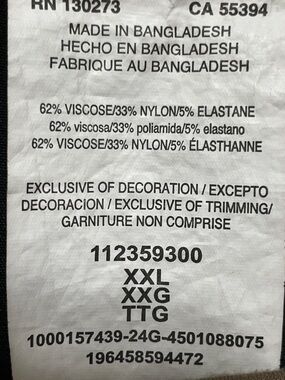 RN 130273 CA 55394
MADE IN BANGLADESH
HECHO EN BANGLADESH
FABRIQUE AU BANGLADESH
62% VISCOSE/33% NYLON/5% ELASTANE
62% viscosa/33% poliamida/5% elastano
62% VISCOSE/33% NYLON/5% ÉLASTHANNE
EXCLUSIVE OF DECORATION / EXCEPTO
DECORACION / EXCLUSIVE OF TRIMMING/
GARNITURE NON COMPRISE
112359300
XXL
XXG
TTG
1000157439-24G-4501088075
196458594472